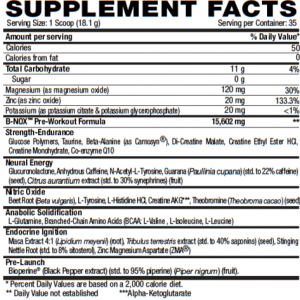 SUPPLEMENT FACTS
Serving Size: 1 Scoop (18.1 g) Servings per Container: 35
Amount per serving % Daily Value*
Calories 50
Calories from fat 0
Total Carbohydrate 11 g 4%
Sugar 0 g
Magnesium (as magnesium oxide) 120 mg 30%
Zinc (as zinc oxide) 20 mg 133.3%
Potassium (as potassium citrate & potassium glycerophosphate) 20 mg <1%
B-NOX™ Pre-Workout Formula 15,602 mg **
Strength-Endurance
Glucose Polymers, Taurine, Beta-Alanine (as Carnosyn®), Di-Creatine Malate, Creatine Ethyl Ester HCl,
Creatine Monohydrate, Co-enzyme Q10
Neural Energy
Glucuronolactone, Anhydrous Caffeine, N-Acetyl-L-Tyrosine, Guarana (Paullinia cupana) (std. to 22% caffeine)
(seed), Citrus aurantium extract (std. to 30% synephrines) (fruit)
Nitric Oxide
Beet Root (Beta vulgaris), L-Tyrosine, L-Histidine HCl, Creatine AKG***, Theobromine (Theobroma cacao) (seed)
Anabolic Solidification
L-Glutamine, Branched-Chain Amino Acids (BCAA: L-Valine, L-Isoleucine, L-Leucine)
Endocrine Ignition
Maca Extract 4:1 (Lipidium meyenii) (root), Tribulus terrestris extract (std. to 40% saponins) (seed), Stinging
Nettle Root (std. to 8% sitosterol), Zinc Magnesium Aspartate (ZMA®)
Pre-Launch
Bioperine® (Black Pepper extract) (std. to 95% piperine) (Piper nigrum) (fruit).
* Percent Daily Values are based on a 2,000 calorie diet.
** Daily Value not established ***Alpha-Ketoglutarate